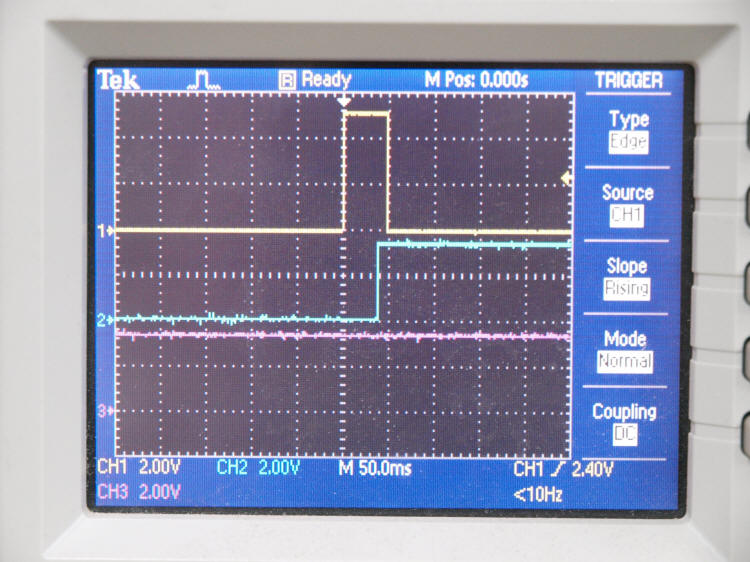 Tek R Ready M Pos: 0.000s TRIGGER
Type
Edge
Source
CH1
Slope
Rising
Mode
Normal
Coupling
DC
1
2
3
CH1 2.00V CH2 2.00V M 50.0ms CH1 2.40V
CH3 2.00V <10Hz